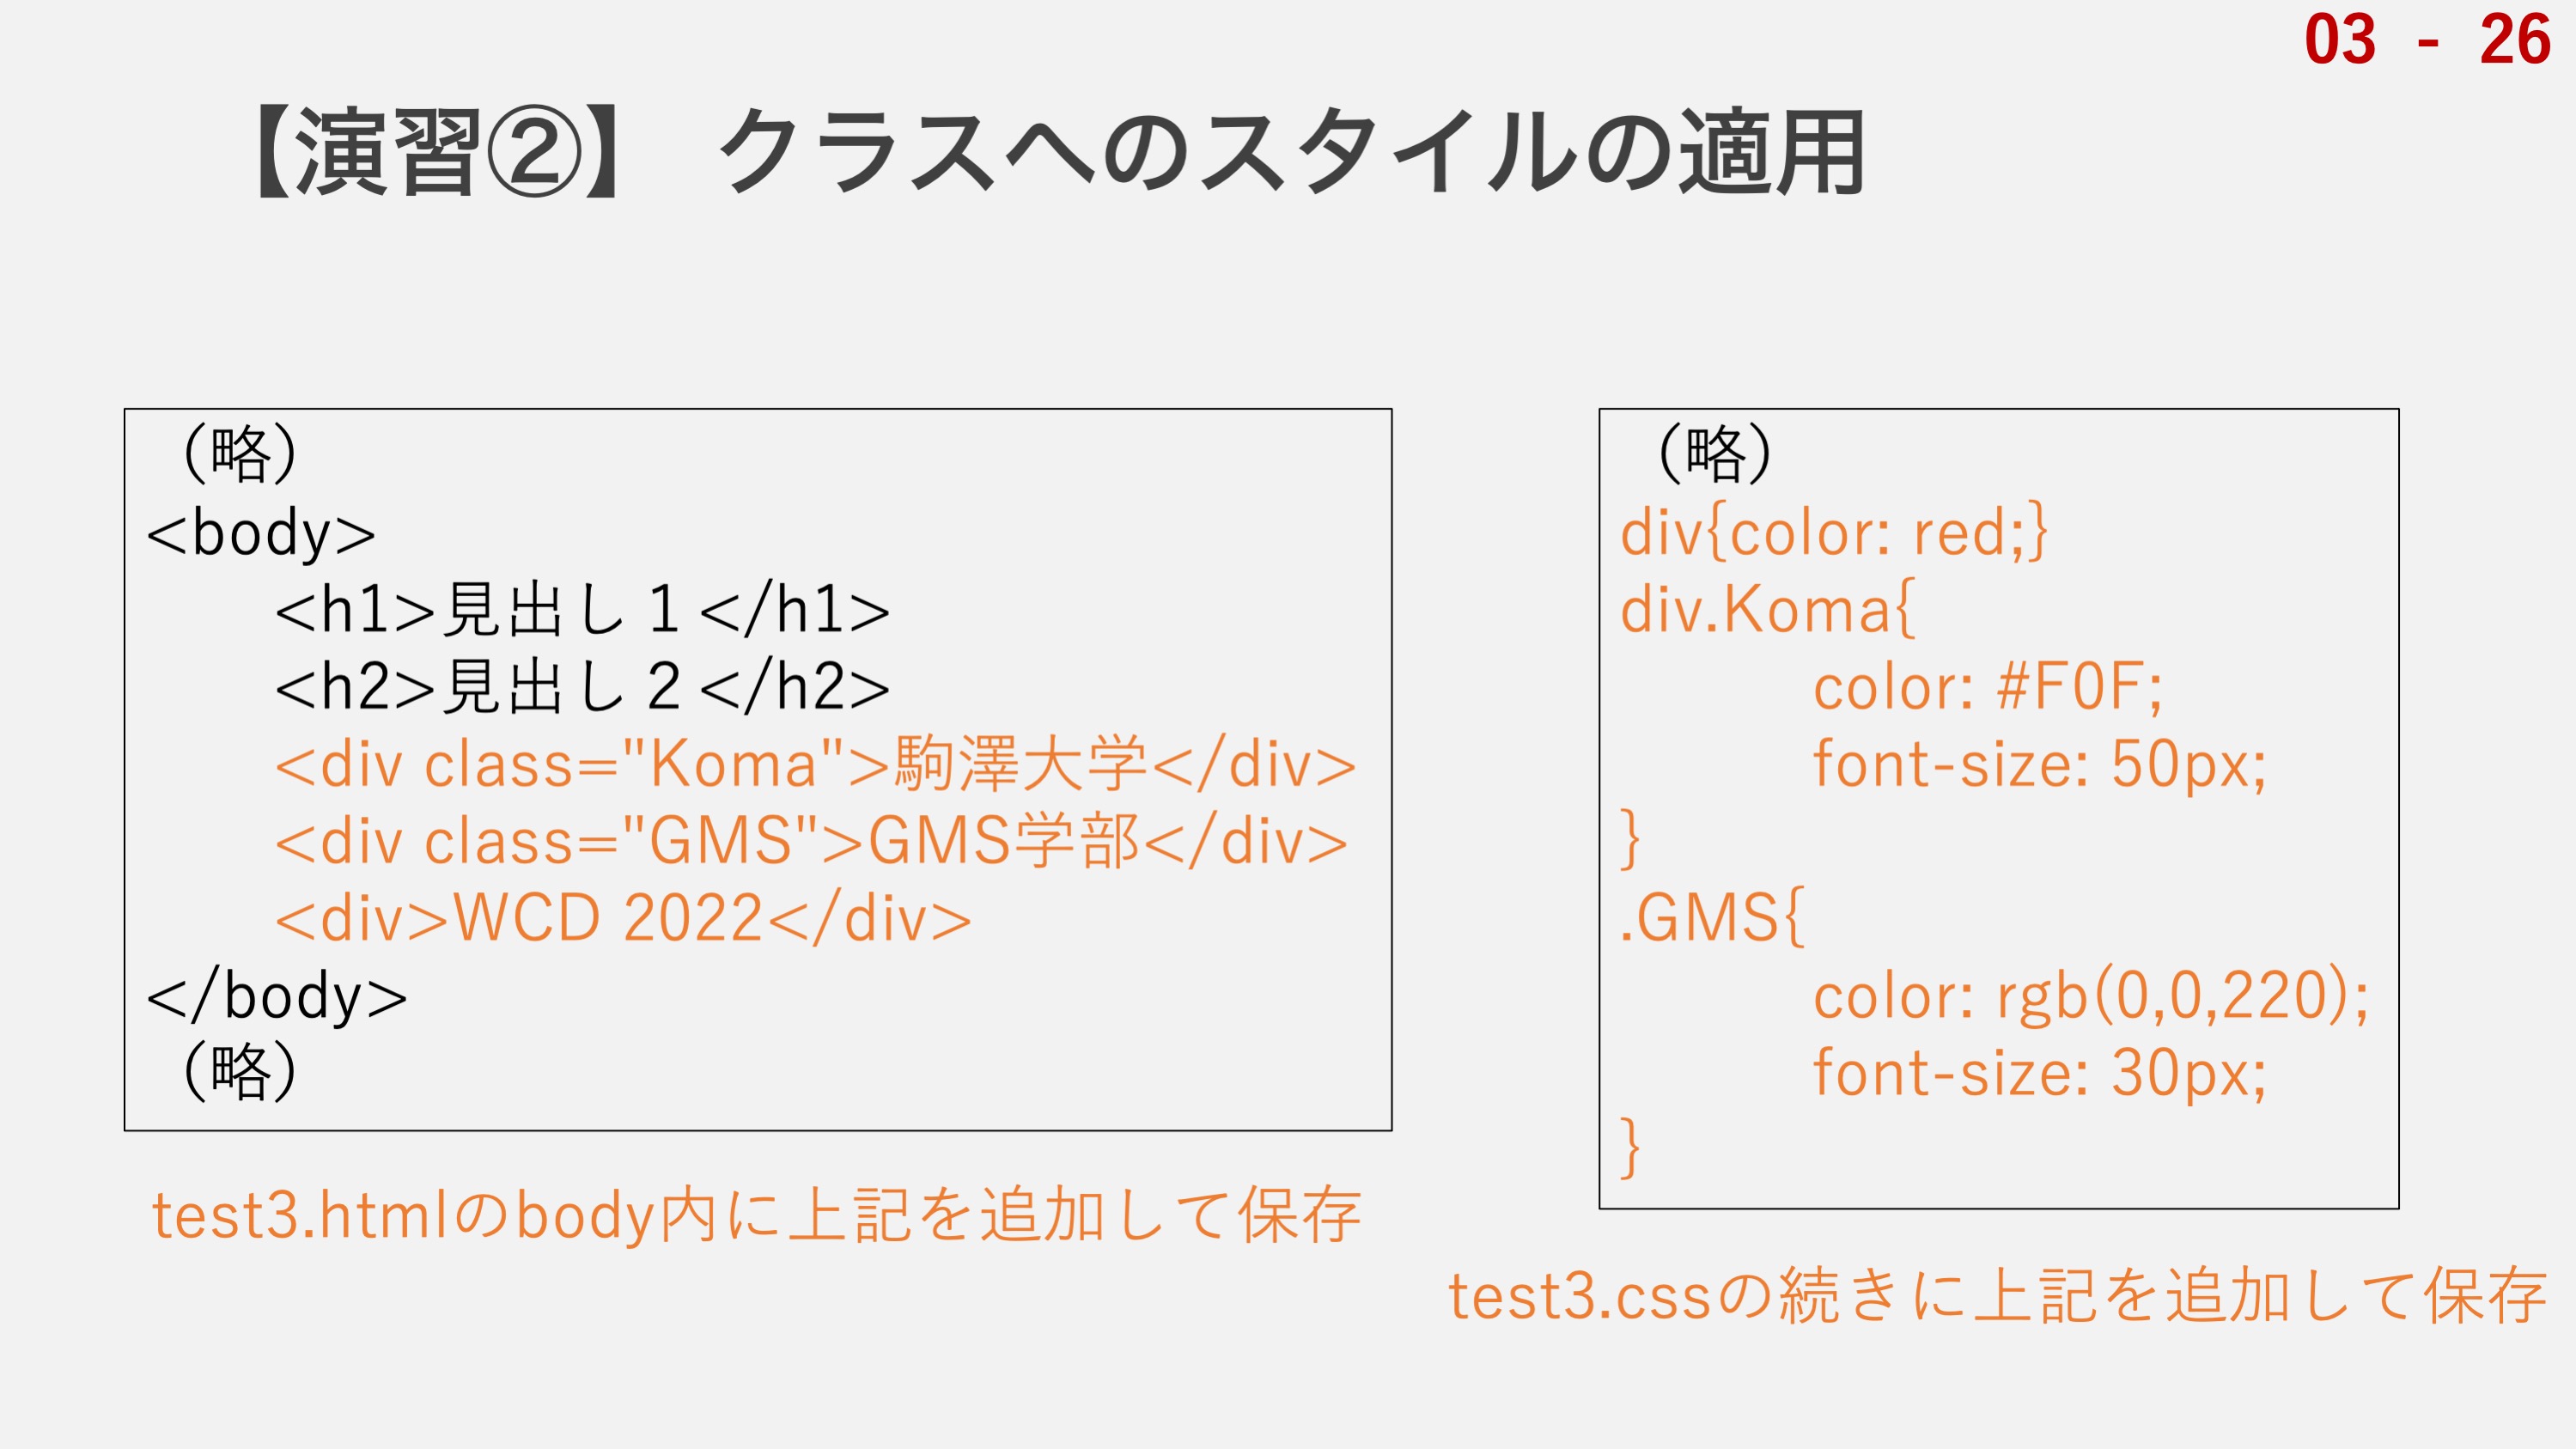 03 - 26
【演習②】 クラスへのスタイルの適用
（略）
<body>
<h1>見出し１</h1>
<h2>見出し２</h2>
<div class="Koma">駒澤大学</div>
<div class="GMS">GMS学部</div>
<div>WCD 2022</div>
</body>
（略）
test3.htmlのbody内に上記を追加して保存
（略）
div{color: red;}
div.Koma{
color: #F0F;
font-size: 50px;
}
.GMS{
color: rgb(0,0,220);
font-size: 30px;
}
test3.cssの続きに上記を追加して保存